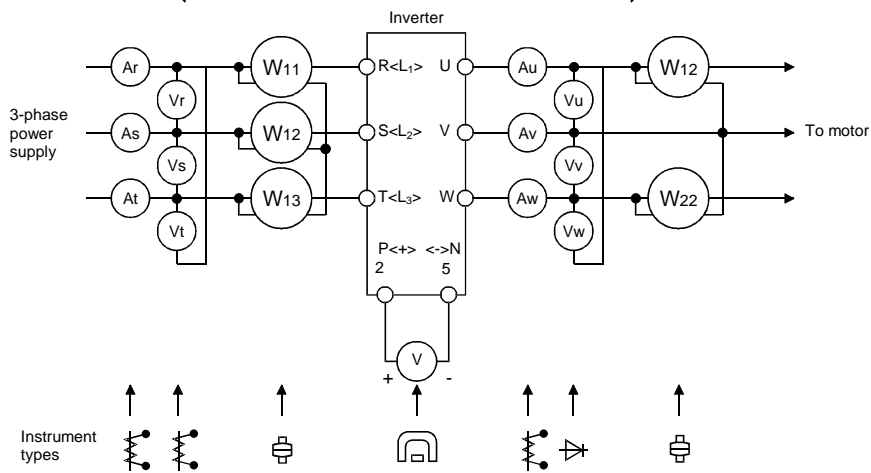 Inverter
Ar W11 R<L1> U Au W12
Vr Vu
3-phase
power
supply
As W12 S<L2> V Av To motor
Vs Vv
At W13 T<L3> W Aw W22
Vt Vw
P<+> <->N
2 5
V
+ -
Instrument
types